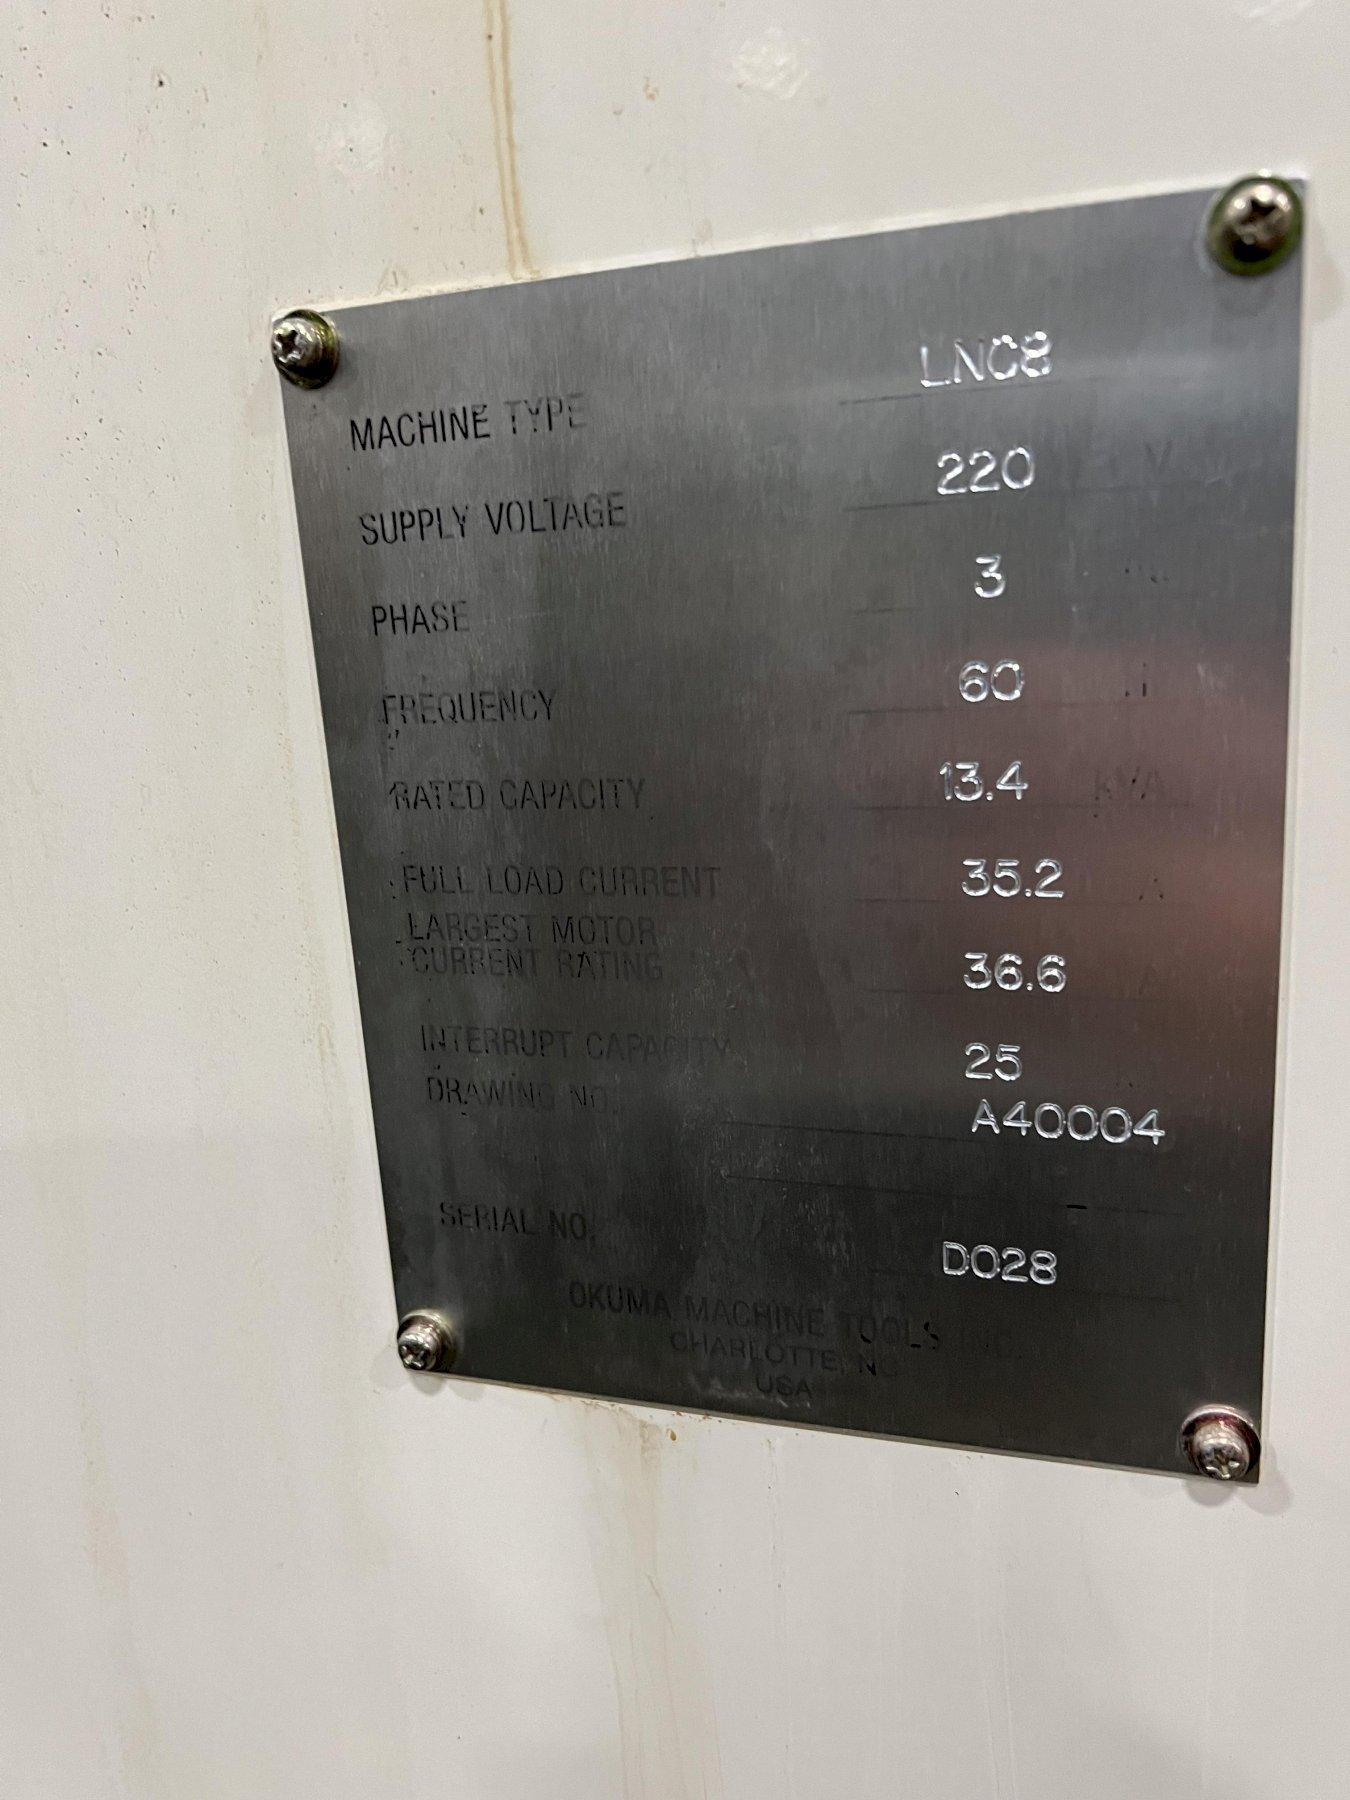 MACHINE TYPE LNC8
SUPPLY VOLTAGE 220 V
PHASE 3
FREQUENCY 60
RATED CAPACITY 13.4 kVA
FULL LOAD CURRENT 35.2 A
LARGEST MOTOR
CURRENT RATING 36.6 A
INTERRUPT CAPACITY 25
DRAWING NO. A40004
SERIAL NO. D028
OKUMA MACHINE TOOLS INC.
CHARLOTTE, NC
USA